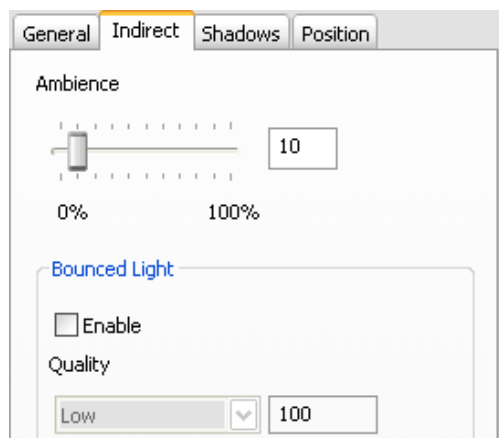 General Indirect Shadows Position
Ambience
10
0% 100%
Bounced Light
Enable
Quality
Low 100